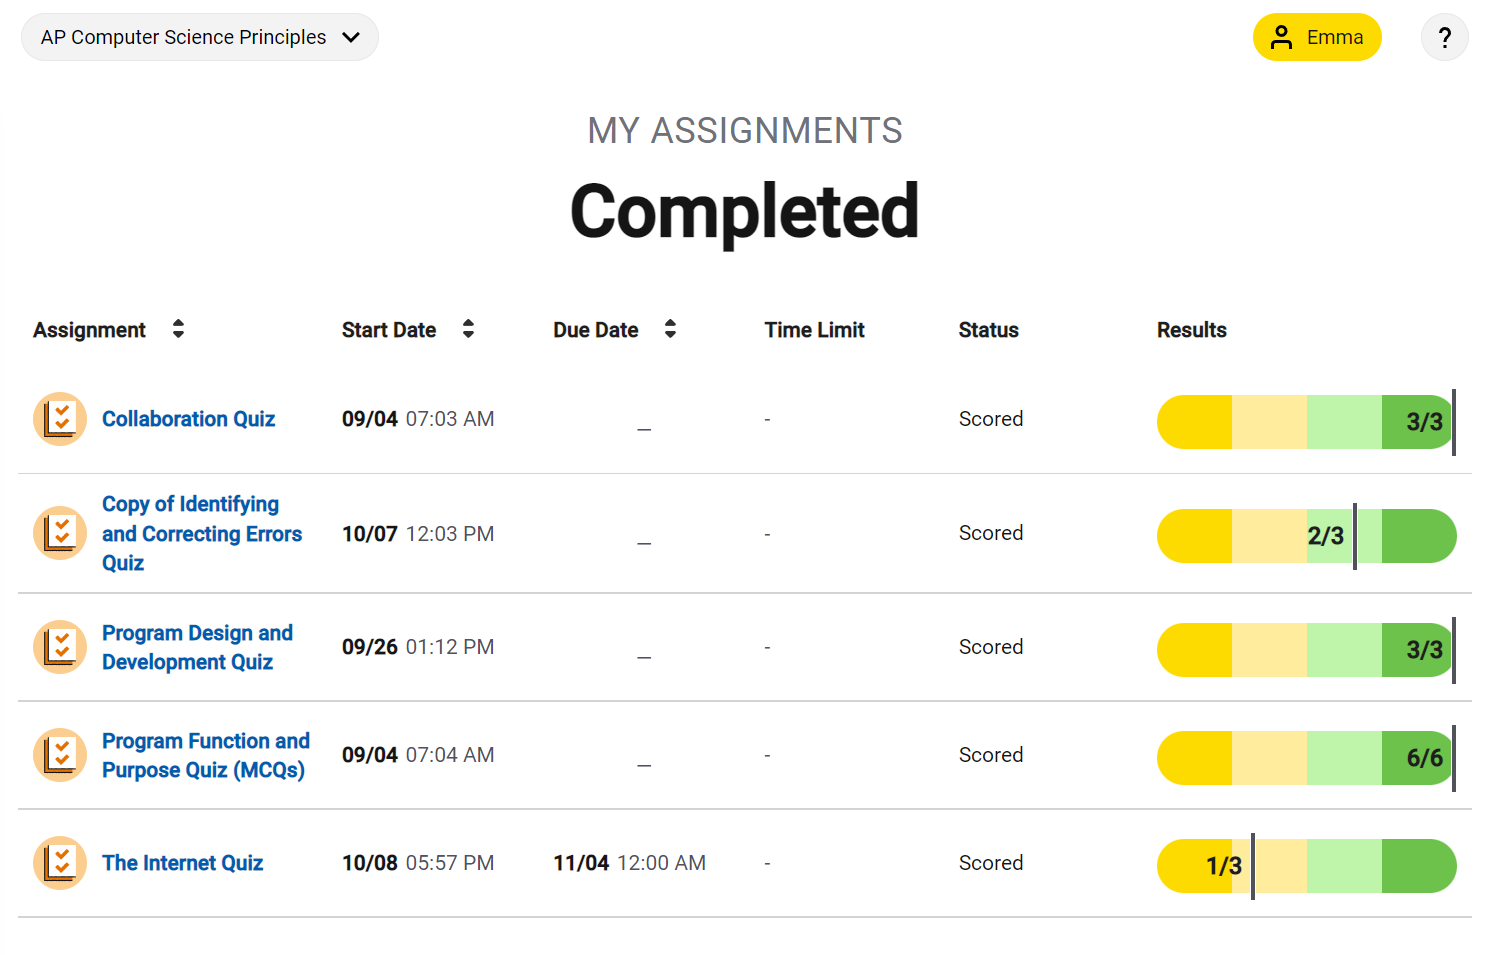 AP Computer Science Principles
Emma
?
MY ASSIGNMENTS
Completed
Assignment Start Date Due Date Time Limit Status Results
Collaboration Quiz 09/04 07:03 AM _ - Scored 3/3
Copy of Identifying
and Correcting Errors
Quiz
10/07 12:03 PM _ - Scored 2/3
Program Design and
Development Quiz
09/26 01:12 PM _ - Scored 3/3
Program Function and
Purpose Quiz (MCQs)
09/04 07:04 AM _ - Scored 6/6
The Internet Quiz 10/08 05:57 PM 11/04 12:00 AM - Scored 1/3